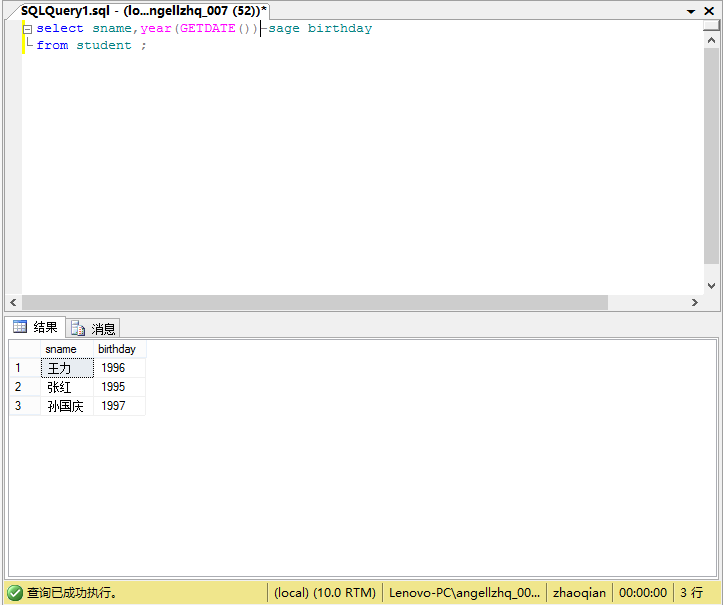 SQLQuery1.sql - (lo...ngellzhq_007 (52))*
select sname,year(GETDATE())-sage birthday
from student ;
结果 消息
sname birthday
1 王力 1996
2 张红 1995
3 孙国庆 1997
查询已成功执行。 (local) (10.0 RTM) Lenovo-PC\angellzhq_00... zhaoqian 00:00:00 3 行